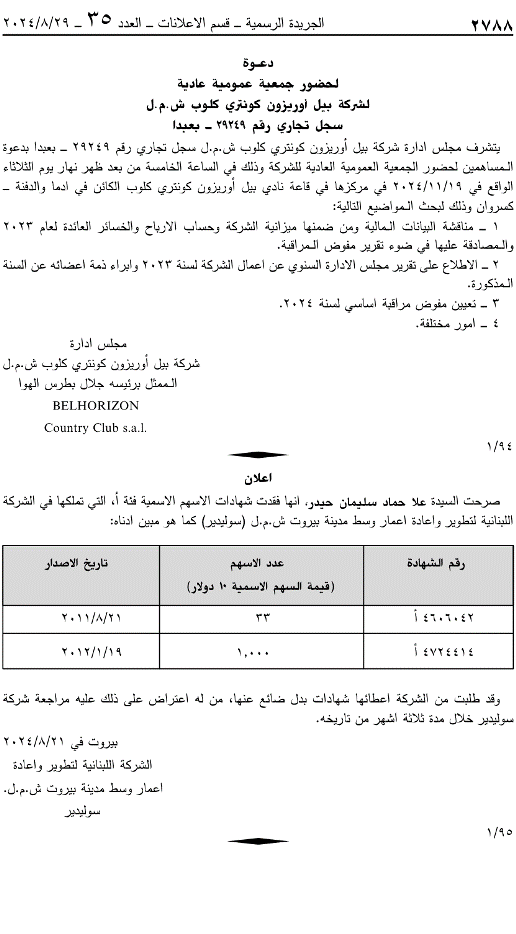 ٢٧٨٨ الجريدة الرسمية ـ قسم الاعلانات ـ العدد ٣٥ ـ ٢٠٢٤/٨/٢٩
دعـوة
لحضور جمعية عمومية عادية
لشركة بيل أوريزون كونتري كلوب ش.م.ل
سجل تجاري رقم ٢٩٢٤٩ ـ بعبدا
يتشرف مجلس ادارة شركة بيل أوريزون كونتري كلوب ش.م.ل سجل تجاري رقم ٢٩٢٤٩ ـ بعبدا بدعوة
المساهمين لحضور الجمعية العمومية العادية للشركة وذلك في الساعة الخامسة من بعد ظهر نهار يوم الثلاثاء
الواقع في ٢٠٢٤/١١/١٩ في مركزها في قاعة نادي بيل أوريزون كونتري كلوب الكائن في ادما والدفنة ـ
كسروان وذلك لبحث المواضيع التالية:
١ ـ مناقشة البيانات المالية ومن ضمنها ميزانية الشركة وحساب الارباح والخسائر العائدة لعام ٢٠٢٣
والمصادقة عليها في ضوء تقرير مفوض المراقبة.
٢ ـ الاطلاع على تقرير مجلس الادارة السنوي عن اعمال الشركة لسنة ٢٠٢٣ وابراء ذمة اعضائه عن السنة
المذكورة.
٣ ـ تعيين مفوض مراقبة اساسي لسنة ٢٠٢٤.
٤ ـ امور مختلفة.
مجلس ادارة
شركة بيل أوريزون كونتري كلوب ش.م.ل
الممثل برئيسه جلال بطرس الهوا
BELHORIZON
Country Club s.a.l.
١/٩٤
اعلان
صرحت السيدة علا حماد سليمان حيدر، انها فقدت شهادات الاسهم الاسمية فئة أ، التي تملكها في الشركة
اللبنانية لتطوير واعادة اعمار وسط مدينة بيروت ش.م.ل (سوليدير) كما هو مبين ادناه:
رقم الشهادة عدد الاسهم تاريخ الاصدار
(قيمة السهم الاسمية ١٠ دولار)
٤٦٠٦٠٤٢ أ ٣٣ ٢٠١١/٨/٢١
٤٧٢٤٤١٤ أ ١,٠٠٠ ٢٠١٢/١/١٩
وقد طلبت من الشركة اعطائها شهادات بدل ضائع عنها، من له اعتراض على ذلك عليه مراجعة شركة
سوليدير خلال مدة ثلاثة اشهر من تاريخه.
بيروت في ٢٠٢٤/٨/٢١
الشركة اللبنانية لتطوير واعادة
اعمار وسط مدينة بيروت ش.م.ل.
سوليدير
١/٩٥